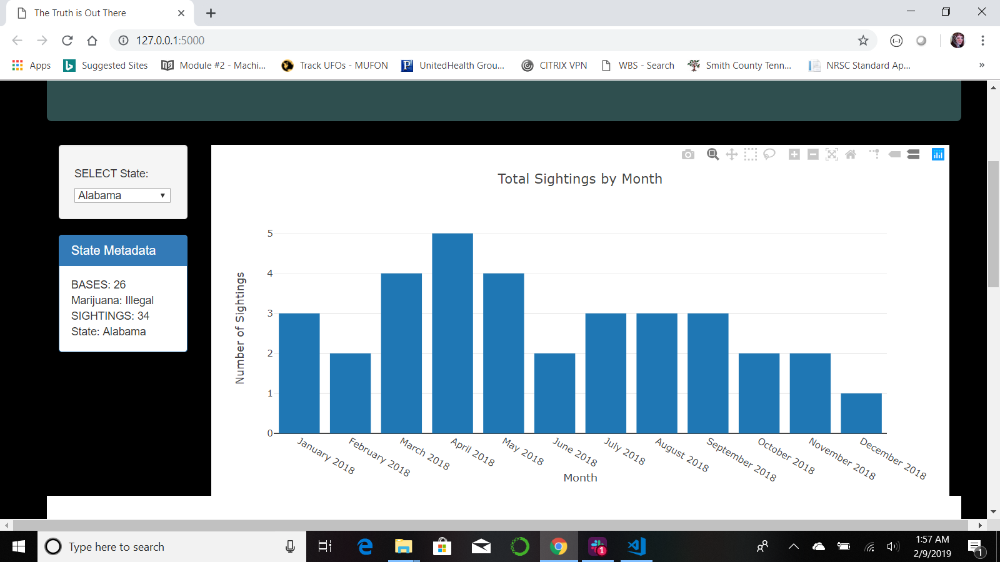 The Truth is Out There
127.0.0.1:5000
Apps
Suggested Sites
Module #2 - Machi...
Track UFOs - MUFON
UnitedHealth Grou...
CITRIX VPN
WBS - Search
Smith County Tenn...
NRSC Standard Ap...
»
SELECT State:
Alabama
State Metadata
BASES: 26
Marijuana: Illegal
SIGHTINGS: 34
State: Alabama
Total Sightings by Month
Number of Sightings
5
4
3
2
1
0
January 2018
February 2018
March 2018
April 2018
May 2018
June 2018
July 2018
August 2018
September 2018
October 2018
November 2018
December 2018
Month
Type here to search
1
1:57 AM
2/9/2019
1